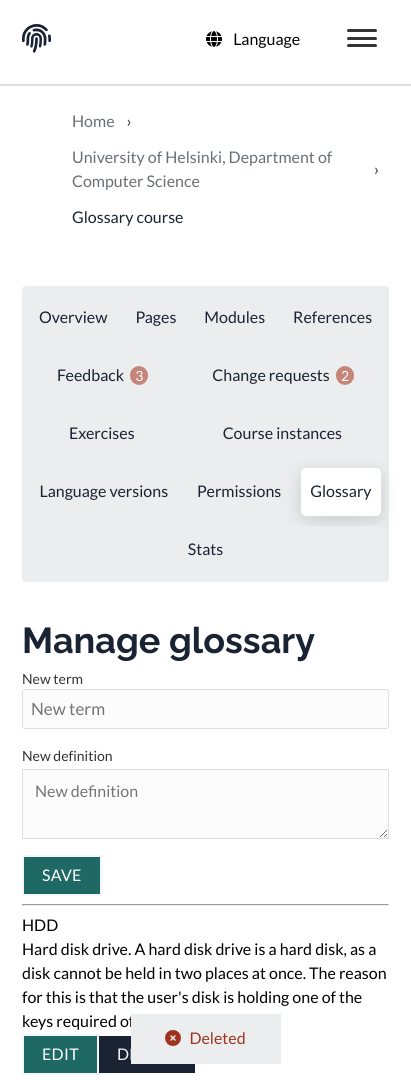 Language
Home ›
University of Helsinki, Department of
Computer Science ›
Glossary course
Overview Pages Modules References
Feedback 3 Change requests 2
Exercises Course instances
Language versions Permissions Glossary
Stats
Manage glossary
New term
New term
New definition
New definition
SAVE
HDD
Hard disk drive. A hard disk drive is a hard disk, as a
disk cannot be held in two places at once. The reason
for this is that the user's disk is holding one of the
keys required
EDIT
Deleted